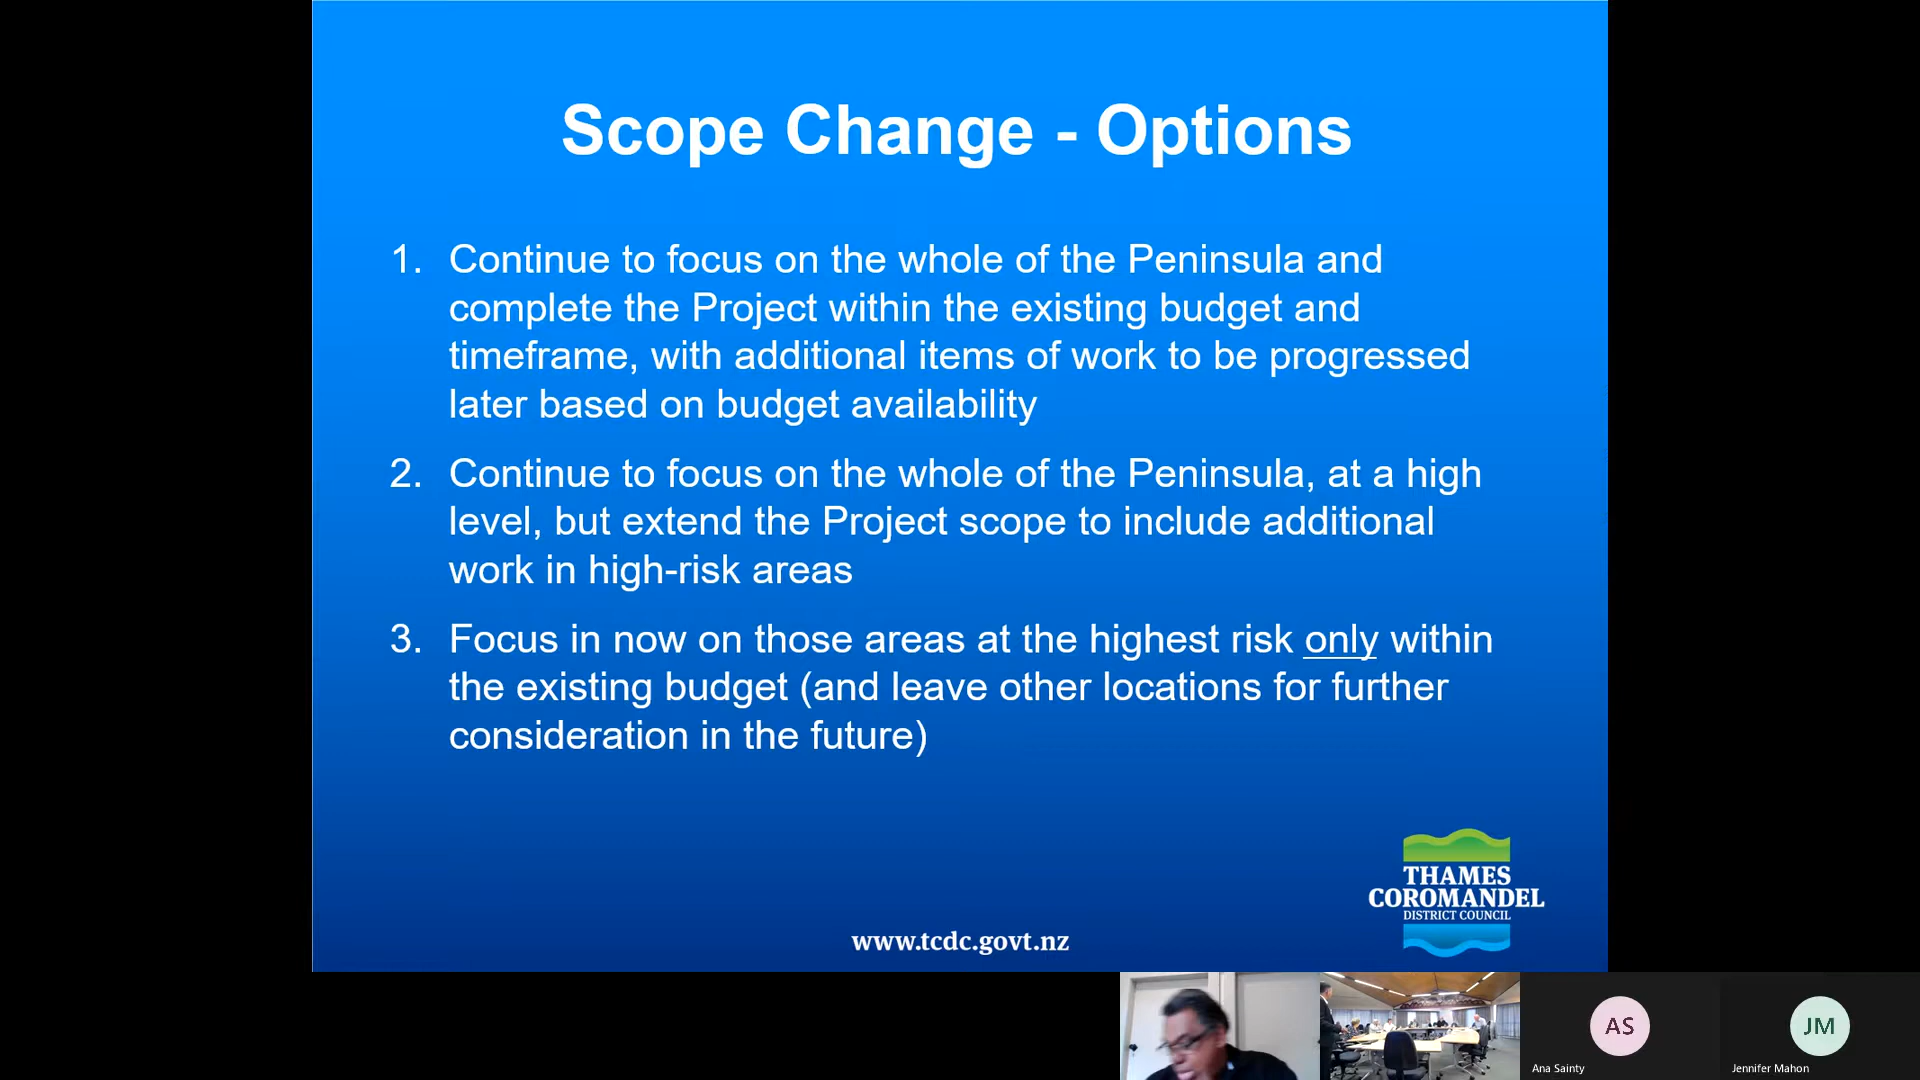 Scope Change - Options
1. Continue to focus on the whole of the Peninsula and
complete the Project within the existing budget and
timeframe, with additional items of work to be progressed
later based on budget availability
2. Continue to focus on the whole of the Peninsula, at a high
level, but extend the Project scope to include additional
work in high-risk areas
3. Focus in now on those areas at the highest risk only within
the existing budget (and leave other locations for further
consideration in the future)
THAMES
COROMANDEL
DISTRICT COUNCIL
www.tcdc.govt.nz
AS
JM
Ana Sainty
Jennifer Mahon